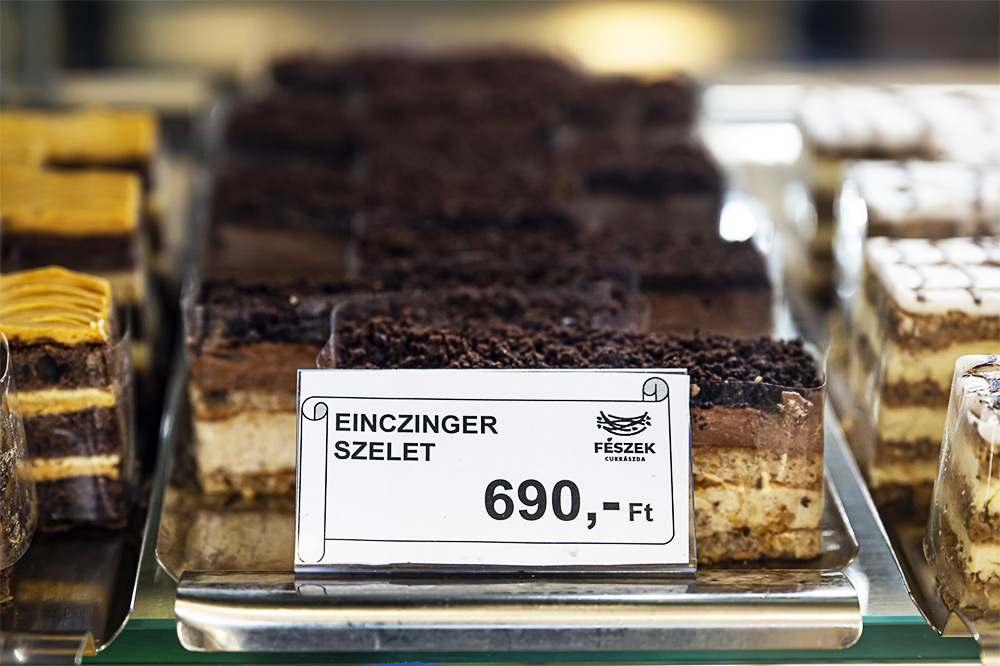 EINCZINGER
SZELET
FÉSZEK
CUKRÁSZDA
690,- Ft